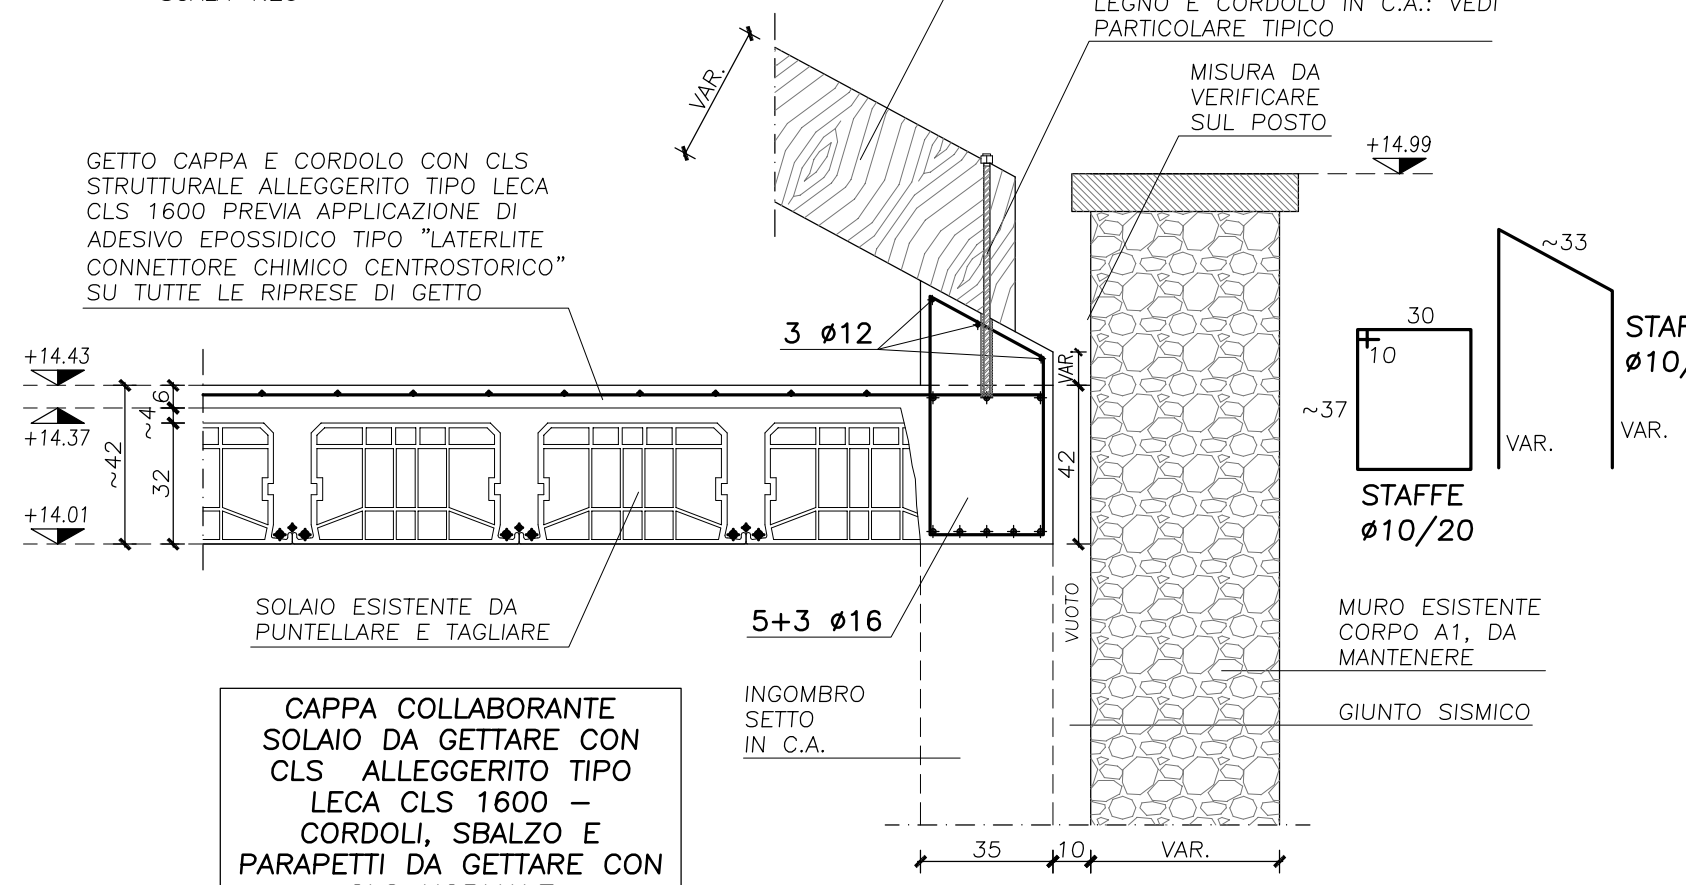 LEGNO E CORDOLO IN C.A.: VEDI
PARTICOLARE TIPICO
MISURA DA
VERIFICARE
SUL POSTO
VAR.
+14.99
GETTO CAPPA E CORDOLO CON CLS
STRUTTURALE ALLEGGERITO TIPO LECA
CLS 1600 PREVIA APPLICAZIONE DI
ADESIVO EPOSSIDICO TIPO "LATERLITE
CONNETTORE CHIMICO CENTROSTORICO"
SU TUTTE LE RIPRESE DI GETTO
~33
3 ø12
30
10
STAF
ø10/
+14.43
VAR.
6
~4
~37
+14.37
~42
32
42
VAR.
VAR.
+14.01
STAFFE
ø10/20
SOLAIO ESISTENTE DA
PUNTELLARE E TAGLIARE
5+3 ø16
VUOTO
MURO ESISTENTE
CORPO A1, DA
MANTENERE
INGOMBRO
SETTO
IN C.A.
GIUNTO SISMICO
CAPPA COLLABORANTE
SOLAIO DA GETTARE CON
CLS ALLEGGERITO TIPO
LECA CLS 1600 –
CORDOLI, SBALZO E
PARAPETTI DA GETTARE CON
35
10
VAR.